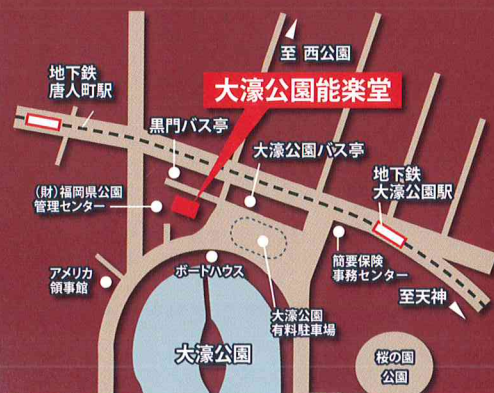 至 西公園
地下鉄
唐人町駅
大濠公園能楽堂
黒門バス亭
大濠公園バス亭
地下鉄
大濠公園駅
(財)福岡県公園
管理センター
簡要保険
事務センター
ボードハウス
アメリカ
領事館
至天神
大濠公園
有料駐車場
大濠公園
桜の園
公園